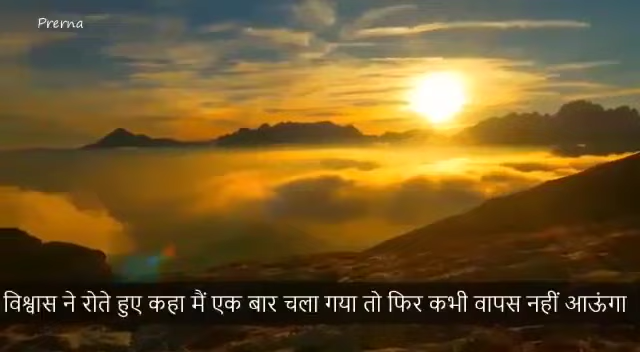 Prerna
विश्वास ने रोते हुए कहा मैं एक बार चला गया तो फिर कभी वापस नहीं आऊंगा